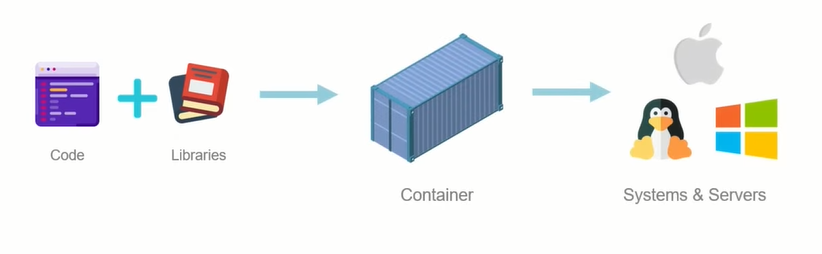 Code
Libraries
Container
Systems & Servers